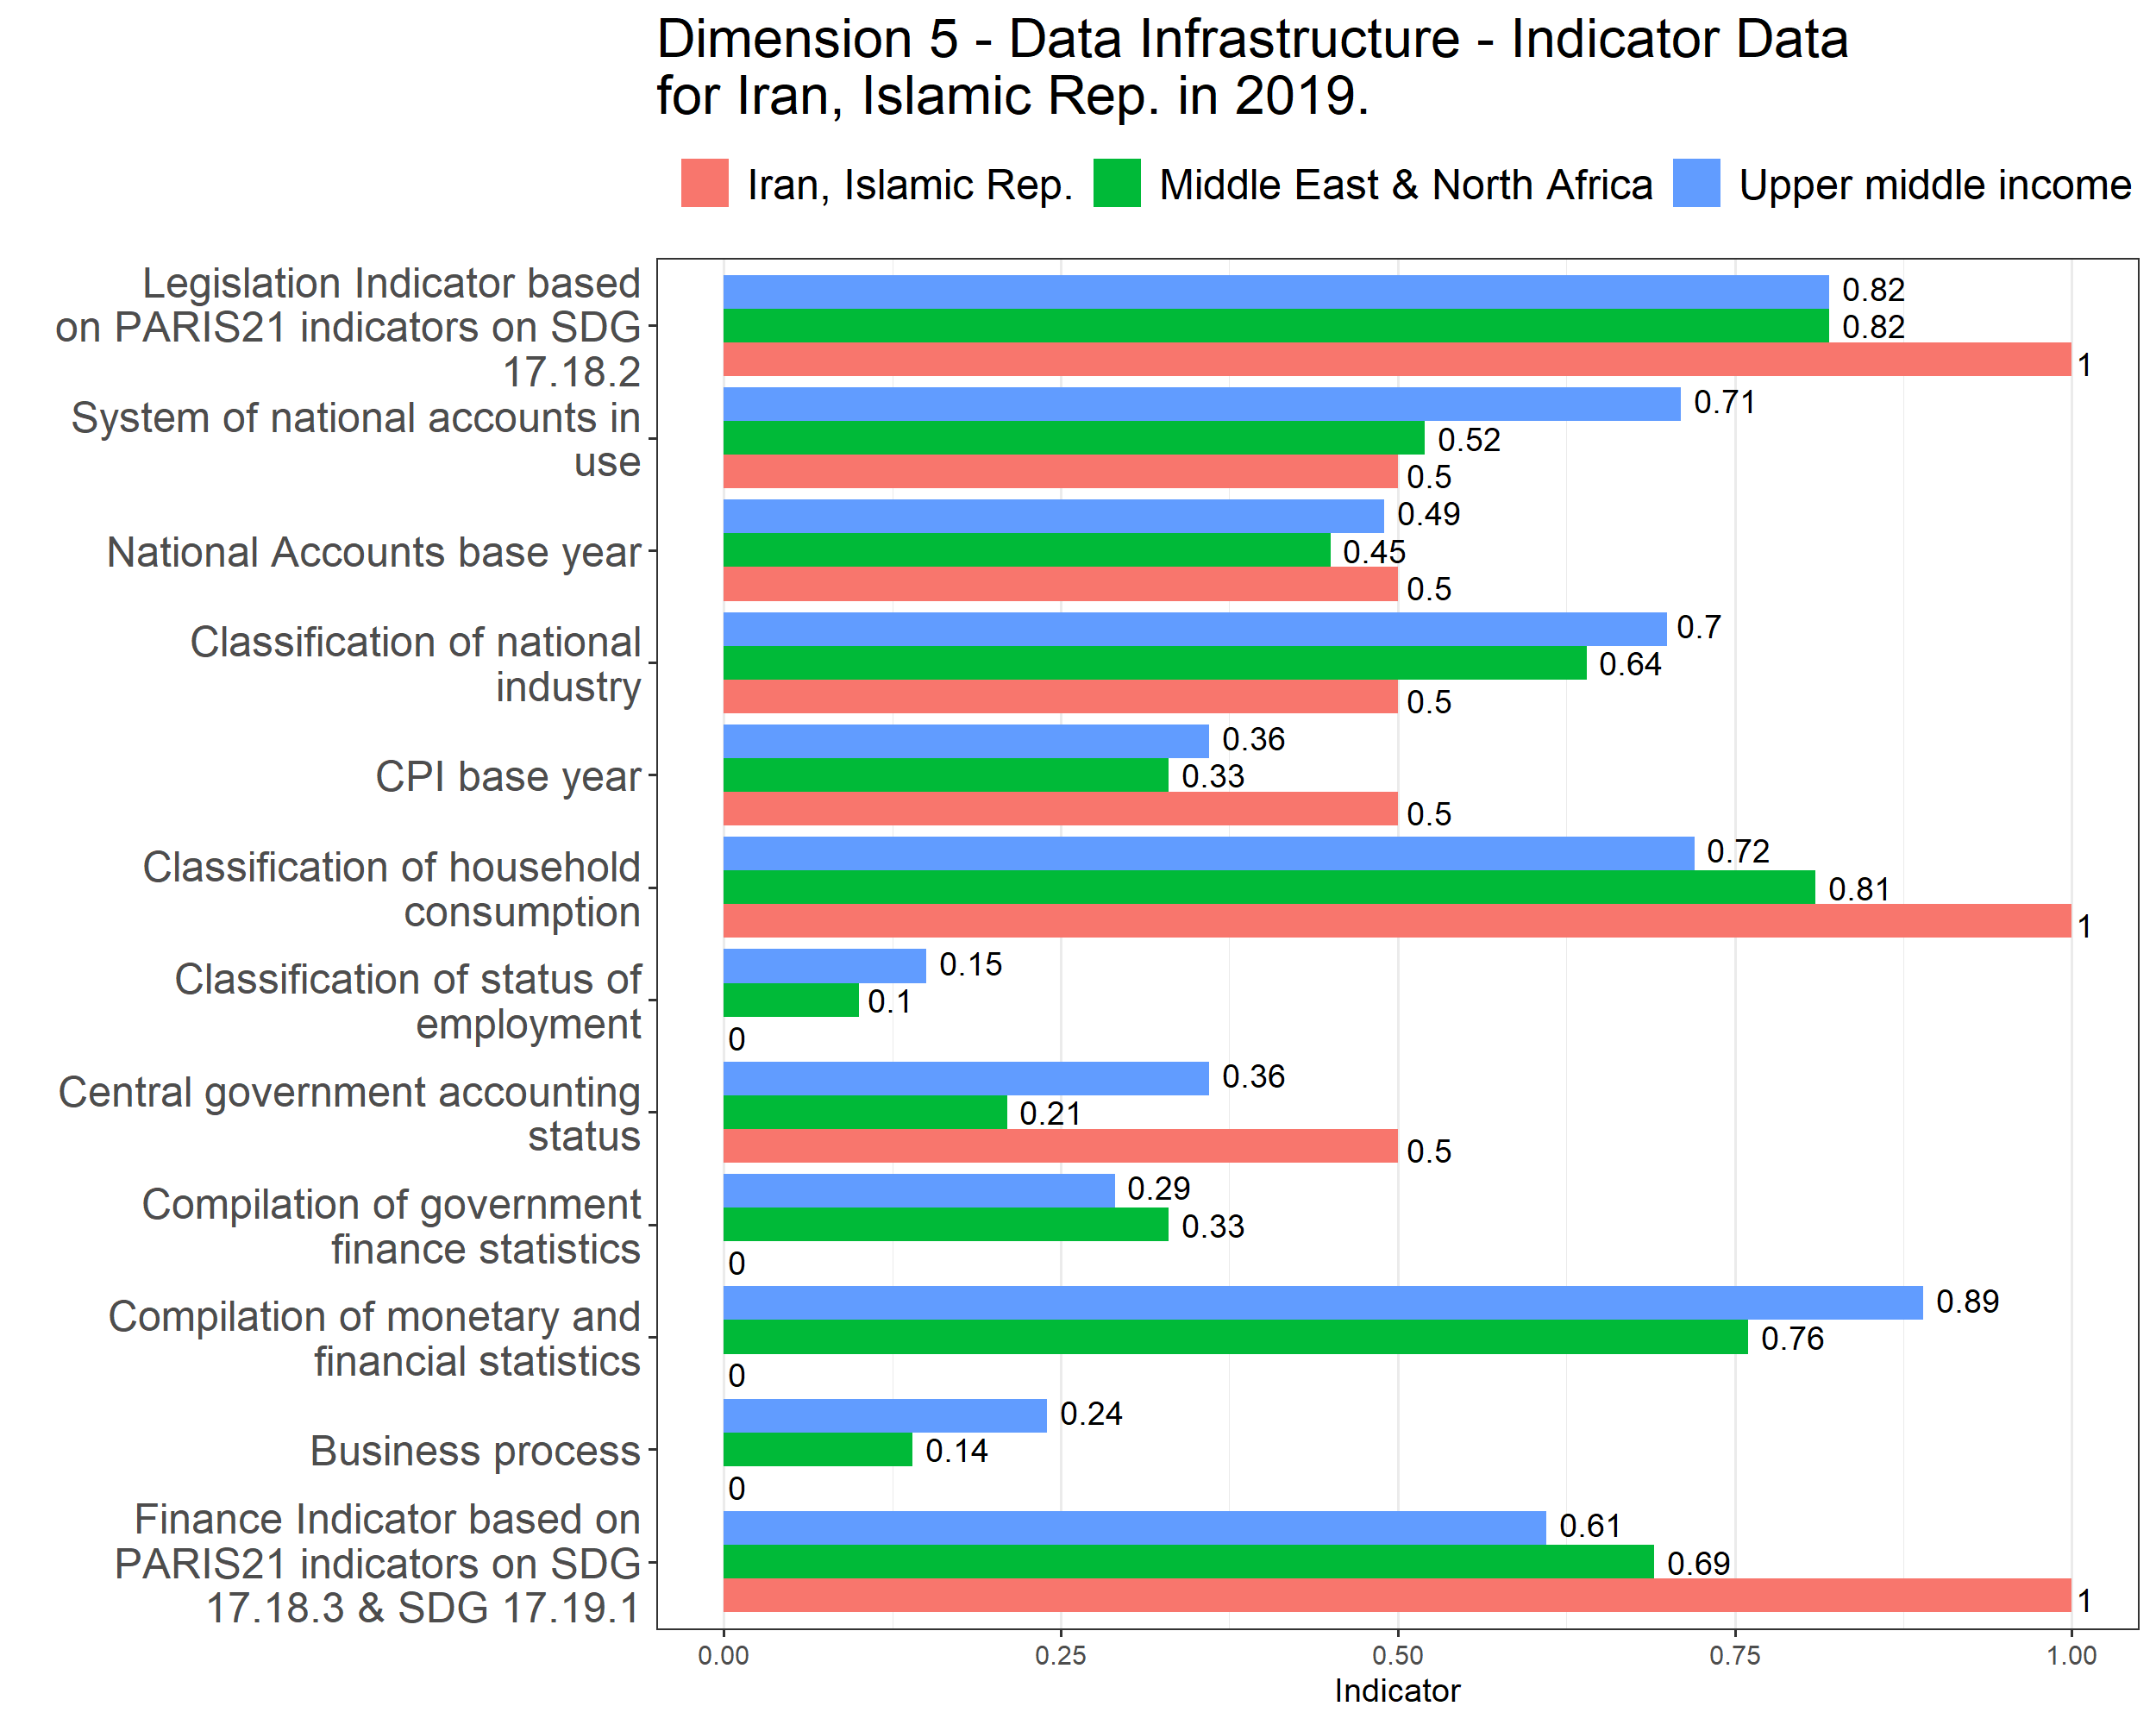 Dimension 5 - Data Infrastructure - Indicator Data
for Iran, Islamic Rep. in 2019.
Iran, Islamic Rep. Middle East & North Africa Upper middle income
Legislation Indicator based
on PARIS21 indicators on SDG
17.18.2
0.82
0.82
1
System of national accounts in
use
0.71
0.52
0.5
National Accounts base year
0.49
0.45
0.5
Classification of national
industry
0.7
0.64
0.5
CPI base year
0.36
0.33
0.5
Classification of household
consumption
0.72
0.81
1
Classification of status of
employment
0.15
0.1
0
Central government accounting
status
0.36
0.21
0.5
Compilation of government
finance statistics
0.29
0.33
0
Compilation of monetary and
financial statistics
0.89
0.76
0
Business process
0.24
0.14
0
Finance Indicator based on
PARIS21 indicators on SDG
17.18.3 & SDG 17.19.1
0.61
0.69
1
0.00 0.25 0.50 0.75 1.00
Indicator